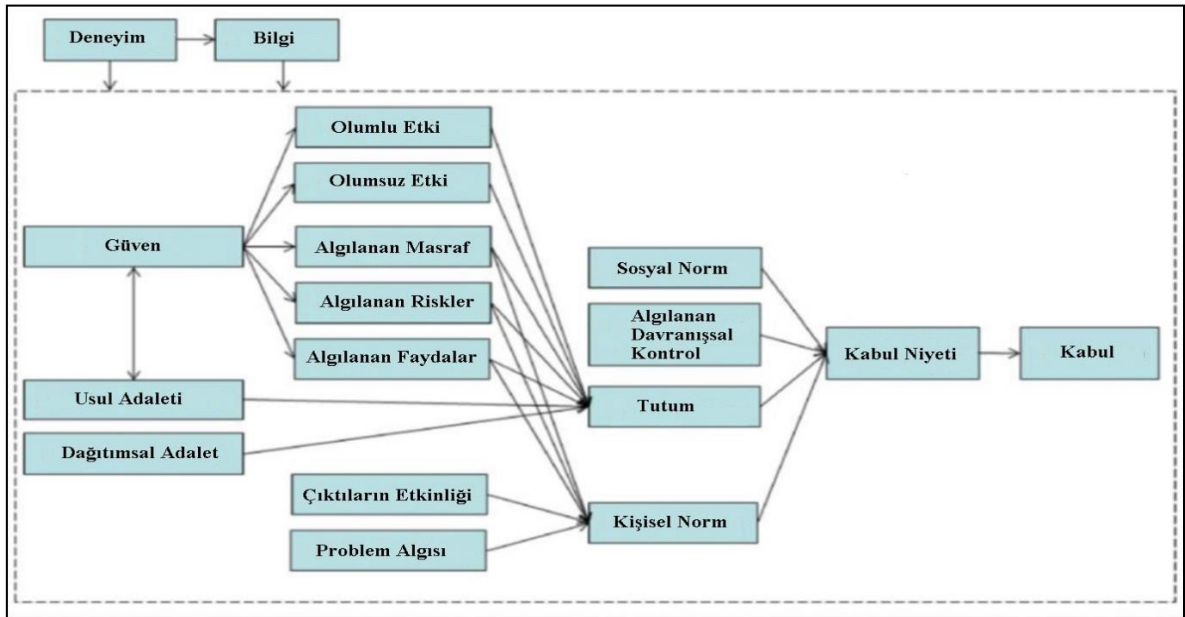 Deneyim
Bilgi
Olumlu Etki
Olumsuz Etki
Güven
Algılanan Masraf
Algılanan Riskler
Algılanan Faydalar
Usul Adaleti
Dağıtımsal Adalet
Çıktıların Etkinliği
Problem Algısı
Sosyal Norm
Algılanan
Davranışsal
Kontrol
Tutum
Kişisel Norm
Kabul Niyeti
Kabul